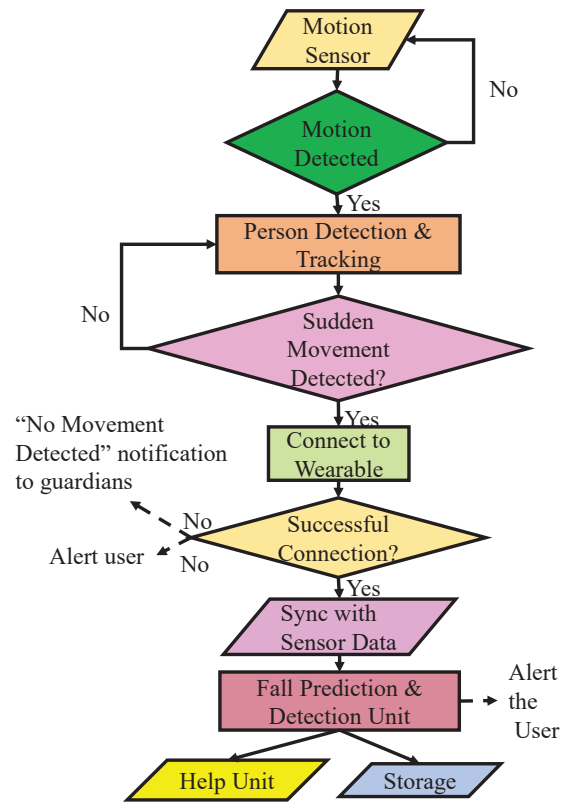 Motion
Sensor
No
Motion
Detected
Yes
Person Detection &
Tracking
No
Sudden
Movement
Detected?
Yes
“No Movement
Detected” notification
to guardians
Connect to
Wearable
No
Successful
Connection?
Alert user
No
Yes
Sync with
Sensor Data
Fall Prediction &
Detection Unit
Alert
the
User
Help Unit
Storage